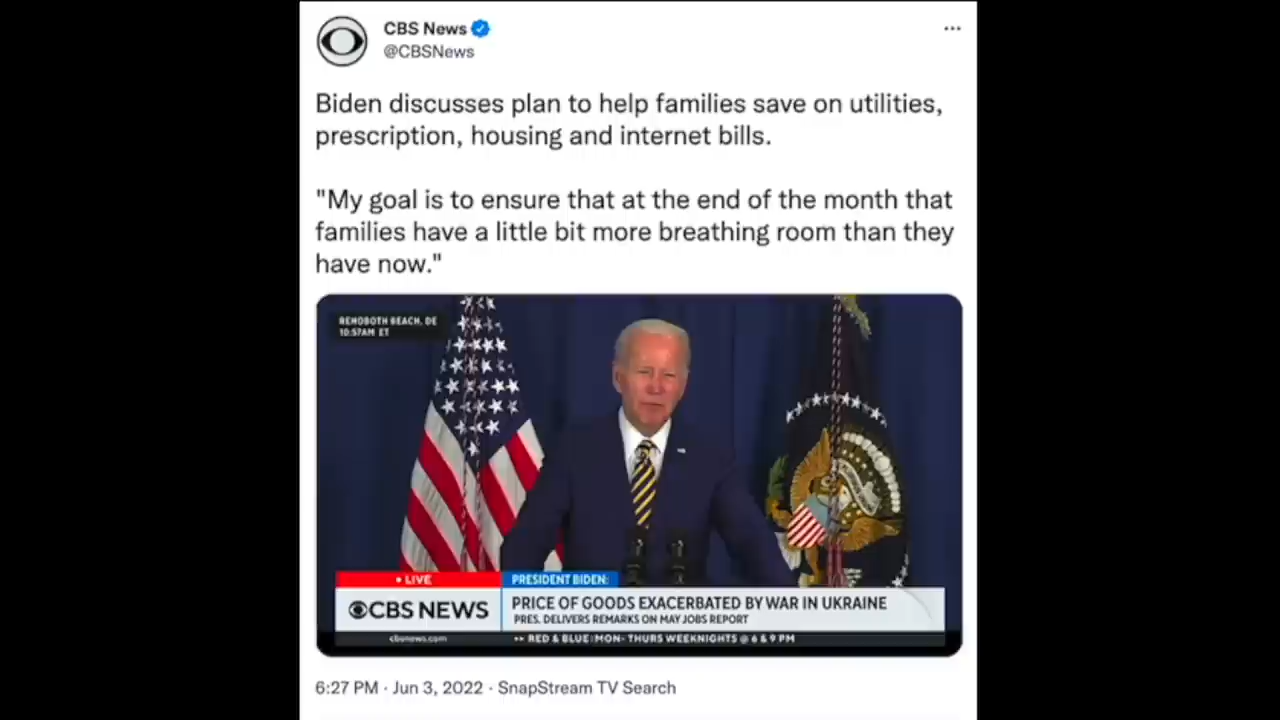 CBS News
@CBSNews
Biden discusses plan to help families save on utilities,
prescription, housing and internet bills.
"My goal is to ensure that at the end of the month that
families have a little bit more breathing room than they
have now."
REHOBOTH BEACH, DE
10:57AM ET
• LIVE
PRESIDENT BIDEN:
CBS NEWS
PRICE OF GOODS EXACERBATED BY WAR IN UKRAINE
PRES. DELIVERS REMARKS ON MAY JOBS REPORT
cbsnews.com
RED & BLUE: MON- THURS WEEKNIGHTS @ 6 & 9 PM
6:27 PM · Jun 3, 2022 · SnapStream TV Search